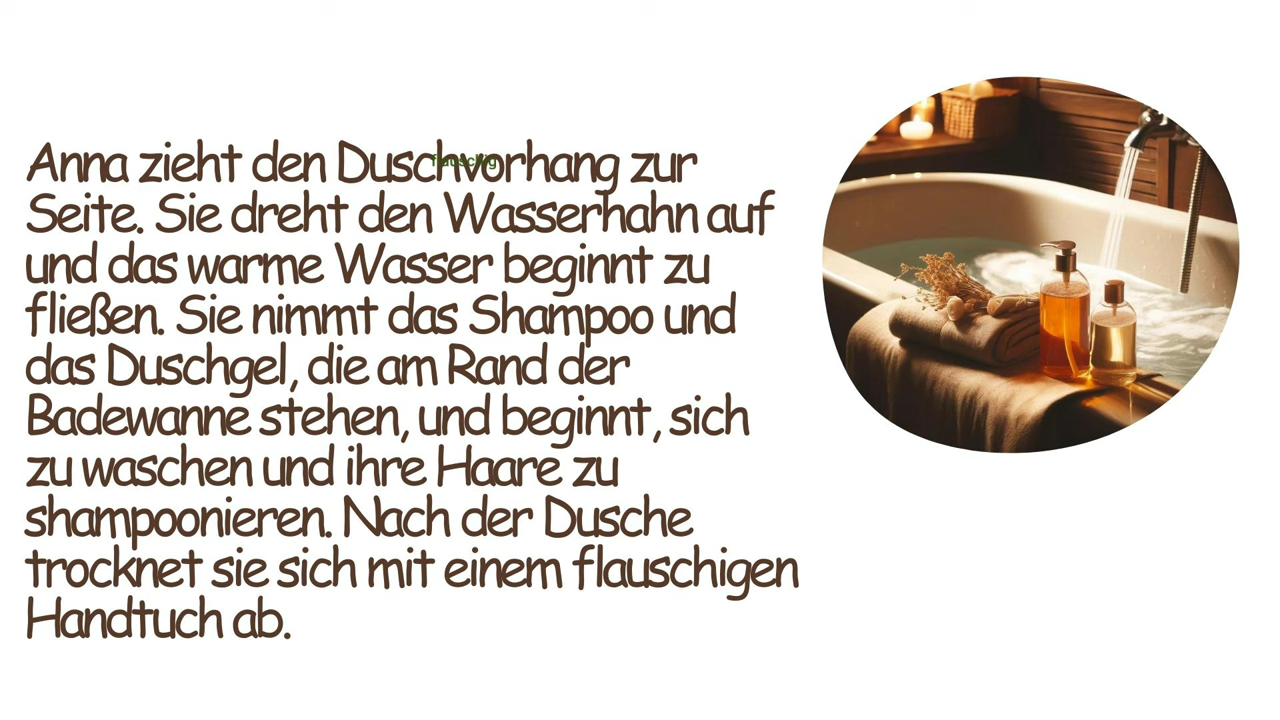 Anna zieht den Duschvorhang zur
Seite. Sie dreht den Wasserhahn auf
und das warme Wasser beginnt zu
fließen. Sie nimmt das Shampoo und
das Duschgel, die am Rand der
Badewanne stehen, und beginnt, sich
zu waschen und ihre Haare zu
shampoonieren. Nach der Dusche
trocknet sie sich mit einem flauschigen
Handtuch ab.
flauschig